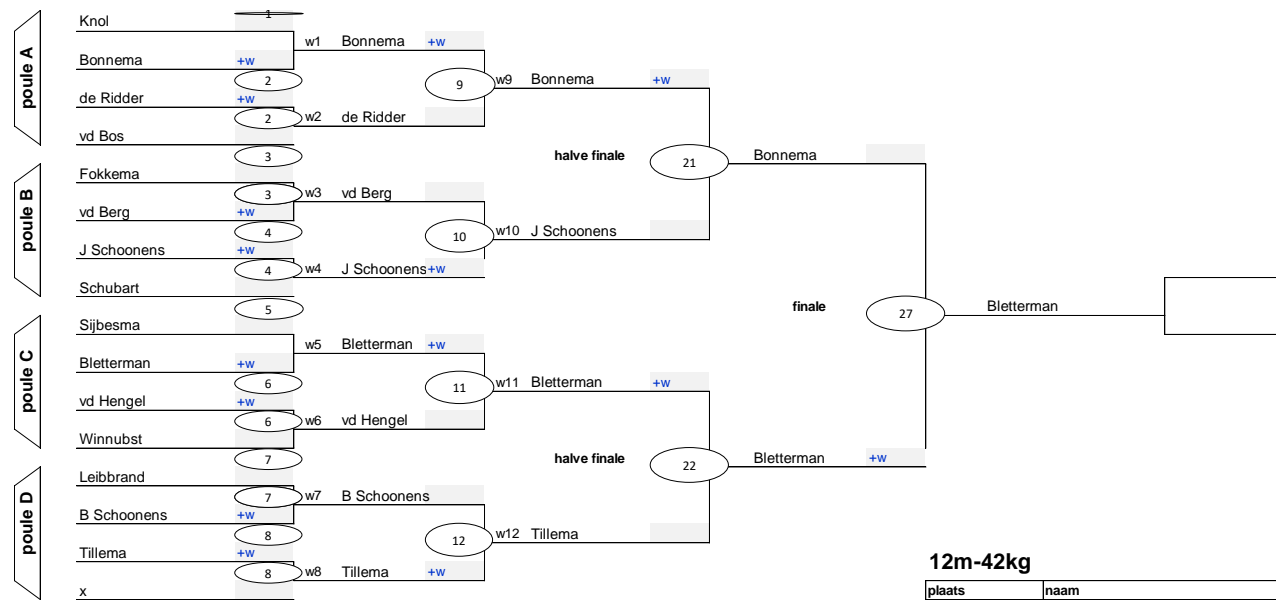 poule A
Knol
1
w1 Bonnema +w
Bonnema +w
2
9
w9 Bonnema +w
de Ridder +w
2
w2 de Ridder
vd Bos
3
halve finale
21
Bonnema
poule B
Fokkema
3
w3 vd Berg
vd Berg +w
4
10
w10 J Schoonens
J Schoonens +w
4
w4 J Schoonens +w
Schubart
5
finale
27
Bletterman
poule C
Sijbesma
w5 Bletterman +w
Bletterman +w
6
11
w11 Bletterman +w
vd Hengel +w
6
w6 vd Hengel
Winnubst
7
halve finale
22
Bletterman +w
poule D
Leibbrand
7
w7 B Schoonens
B Schoonens +w
8
12
w12 Tillema
Tillema +w
8
w8 Tillema +w
x
12m-42kg
plaats naam